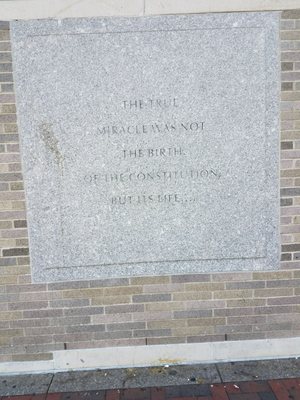 THE TRUE
MIRACLE WAS NOT
THE BIRTH
OF THE CONSTITUTION,
BUT ITS LIFE....